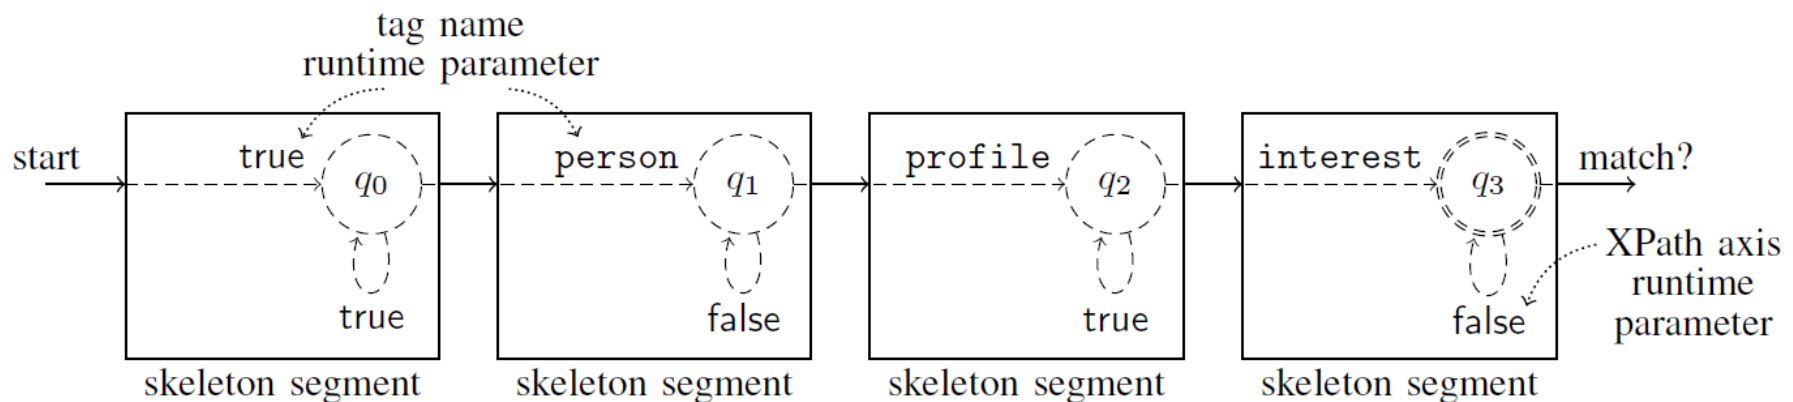 tag name
runtime parameter
start
true
q0
true
skeleton segment
person
q1
false
skeleton segment
profile
q2
true
skeleton segment
interest
q3
false
skeleton segment
match?
XPath axis
runtime
parameter